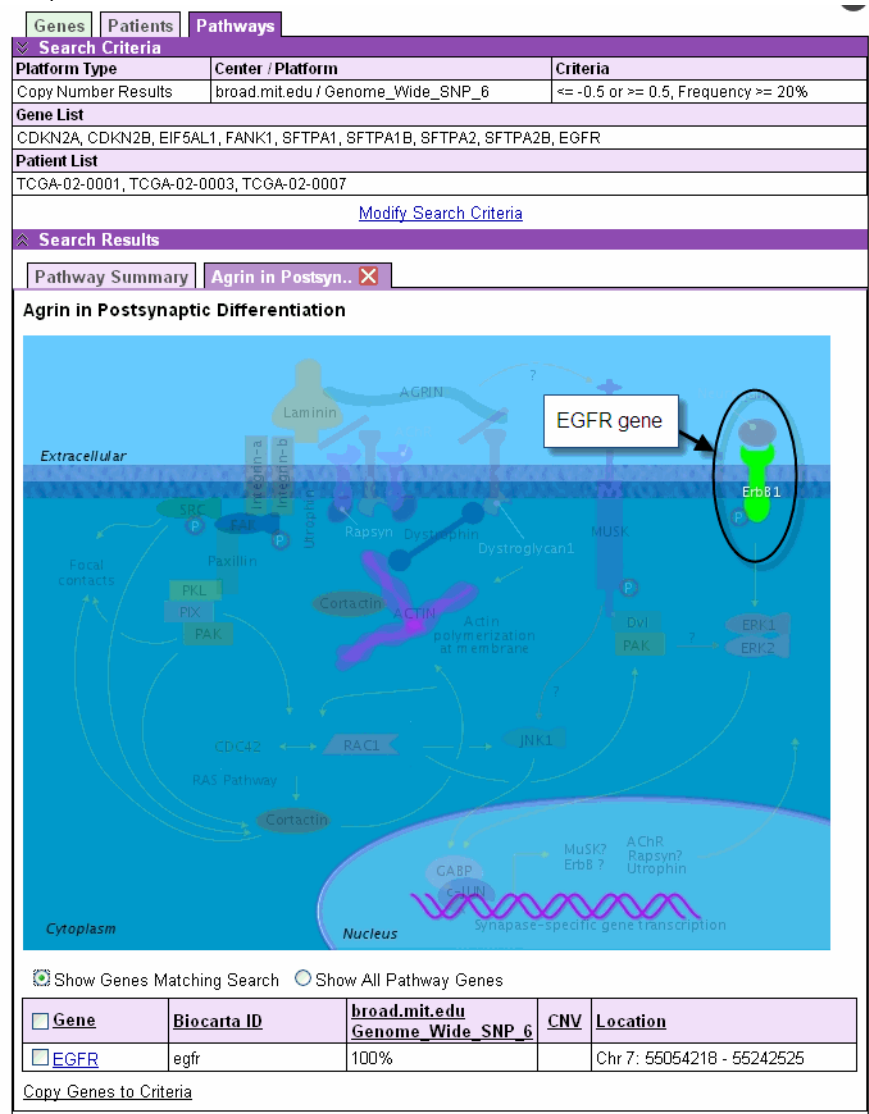 Genes Patients Pathways
Search Criteria
Platform Type Center / Platform Criteria
Copy Number Results broad.mit.edu / Genome_Wide_SNP_6 <= -0.5 or >= 0.5, Frequency >= 20%
Gene List
CDKN2A, CDKN2B, EIF5AL1, FANK1, SFTPA1, SFTPA1B, SFTPA2, SFTPA2B, EGFR
Patient List
TCGA-02-0001, TCGA-02-0003, TCGA-02-0007
Modify Search Criteria
Search Results
Pathway Summary Agrin in Postsyn..
Agrin in Postsynaptic Differentiation
AGRIN ?
Laminin
EGFR gene
Extracellular
Integrin-a
Integrin-b
ErbB1
SRC
P
FAK
P
Utrophin
Rapsyn Dystrophin
MUSK
P
Dystroglycan1
Focal
contacts
Paxillin
PKL
PIX
PAK
Cortactin
ACTIN
Actin
polymerization
at membrane
P
Dvl
PAK
?
ERK1
ERK2
?
CDC42 RAC1 JNK1
RAS Pathway
Cortactin
MuSK?
ErbB ?
AChR
Rapsyn?
Utrophin
GABP
c-JUN
Synapase-specific gene transcription
Cytoplasm
Nucleus
Show Genes Matching Search Show All Pathway Genes
Gene Biocarta ID broad.mit.edu
Genome_Wide_SNP_6 CNV Location
EGFR egfr 100% Chr 7: 55054218 - 55242525
Copy Genes to Criteria